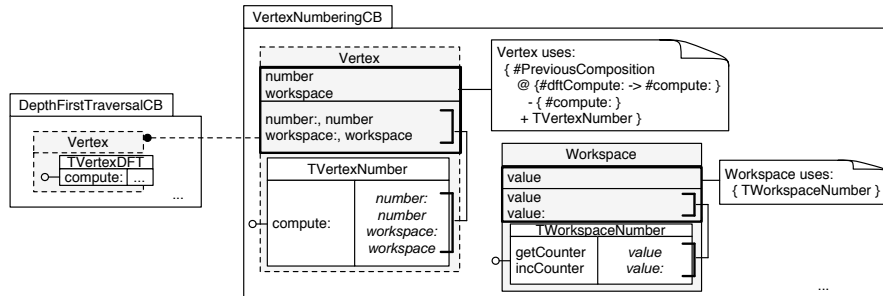 VertexNumberingCB
Vertex
number
workspace
number:, number
workspace:, workspace
TVertexNumber
compute:
number:
number
workspace:
workspace
Vertex uses:
{ #PreviousComposition
@ {#dftCompute: -> #compute: }
- { #compute: }
+ TVertexNumber }
DepthFirstTraversalCB
Vertex
TVertexDFT
compute: ...
...
Workspace
value
value
value:
TWorkspaceNumber
getCounter value
incCounter value:
Workspace uses:
{ TWorkspaceNumber }
...